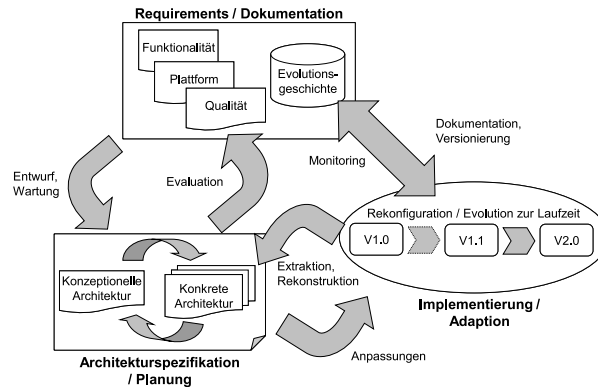 Requirements / Dokumentation
Funktionalität
Plattform
Qualität
Evolutions-
geschichte
Dokumentation,
Versionierung
Monitoring
Entwurf,
Wartung
Evaluation
Rekonfiguration / Evolution zur Laufzeit
V1.0
V1.1
V2.0
Konzeptionelle
Architektur
Konkrete
Architektur
Extraktion,
Rekonstruktion
Implementierung /
Adaption
Anpassungen
Architekturspezifikation
/ Planung